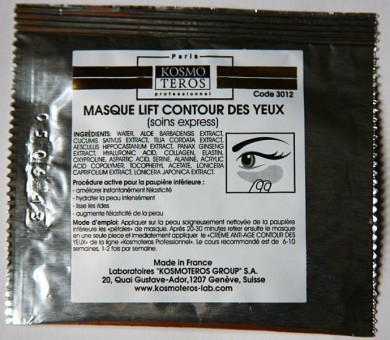 Paris
KOSMO
TEROS
professionnel
Code 3012
MASQUE LIFT CONTOUR DES YEUX
(soins express)
INGRÉDIENTS: WATER, ALOE BARBADENSIS EXTRACT,
CUCUMIS SATIVUS EXTRACT, TILIA CORDATA EXTRACT,
AESCULUS HIPPOCASTANUM EXTRACT, PANAX GINSENG
EXTRACT, HYALURONIC ACID, COLLAGEN, ELASTIN,
OXYPROLINE, ASPARTIC ACID, SERINE, ALANINE, ACRYLIC
ACID COPOLYMER, TOCOPHERYL ACETATE, LONICERA
CAPRIFOLIUM EXTRACT, LONICERA JAPONICA EXTRACT.
Procédure active pour la paupière inférieure :
- améliorer instantanément l'élasticité
- hydrater la peau intensément
- lisse les rides
- augmente l'élasticité de la peau
Mode d'emploi: Appliquer sur la peau soigneusement nettoyée de la paupière
inférieure les «pétales» de masque. Après 20-30 minutes retirer ensuite le masque
en une seule pièce et imediatement appliquer le «CRÈME ANTI-AGE CONTOUR DES
YEUX» de la ligne «Kosmoteros Professionnel». Le cours recommandé est de 6-10
semaines, 1-2 fois par semaine.
Made in France
Laboratoires "KOSMOTEROS GROUP" S.A.
20, Quai Gustave-Ador,1207 Genève, Suisse
www.kosmoteros-lab.com